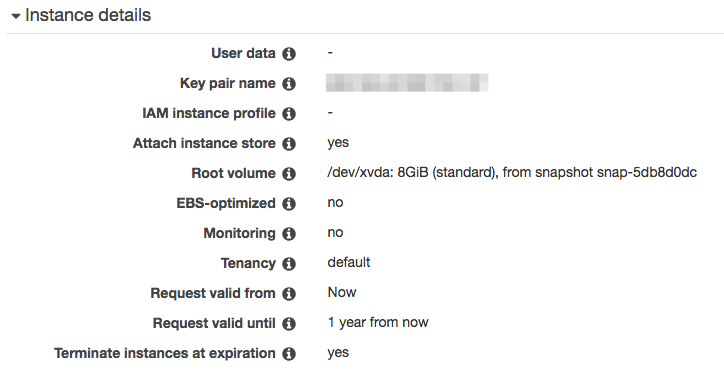 Instance details
User data -
Key pair name
IAM instance profile -
Attach instance store yes
Root volume /dev/xvda: 8GiB (standard), from snapshot snap-5db8d0dc
EBS-optimized no
Monitoring no
Tenancy default
Request valid from Now
Request valid until 1 year from now
Terminate instances at expiration yes